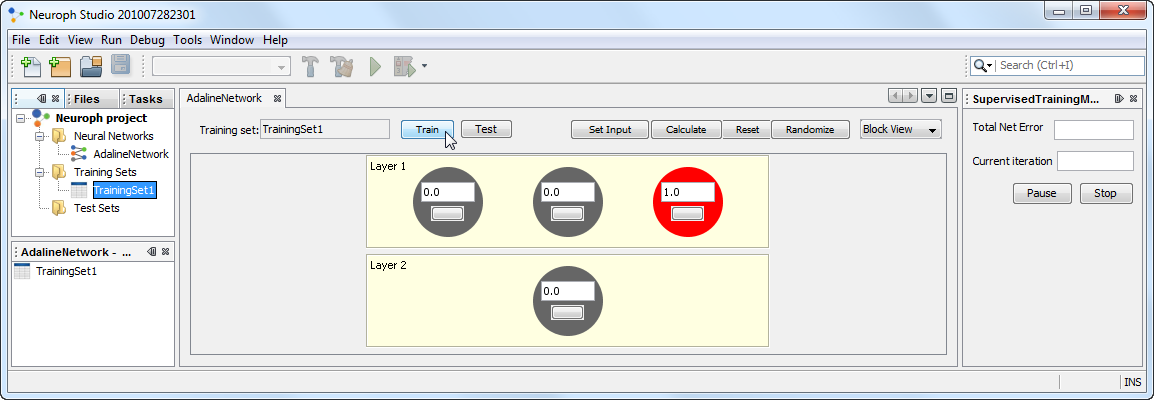 Neuroph Studio 201007282301
File Edit View Run Debug Tools Window Help
Search (Ctrl+I)
Files Tasks
Neuroph project
Neural Networks
AdalineNetwork
Training Sets
TrainingSet1
Test Sets
AdalineNetwork - ...
TrainingSet1
AdalineNetwork
Training set: TrainingSet1 Train Test Set Input Calculate Reset Randomize Block View
Layer 1
0.0 0.0 1.0
Layer 2
0.0
SupervisedTrainingM...
Total Net Error
Current iteration
Pause Stop
INS